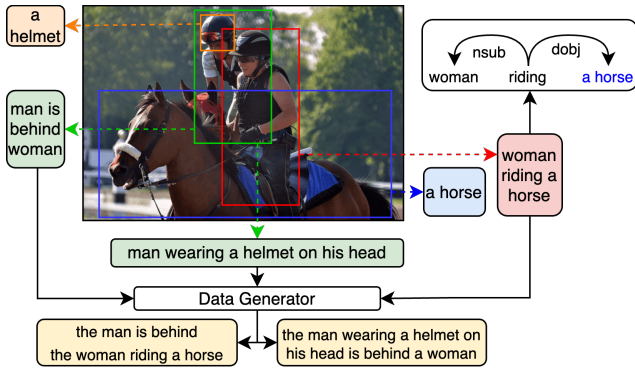 a
helmet
man is
behind
woman
nsub
dobj
woman
riding
a horse
woman
riding a
horse
a horse
man wearing a helmet on his head
Data Generator
the man is behind
the woman riding a horse
the man wearing a helmet on
his head is behind a woman